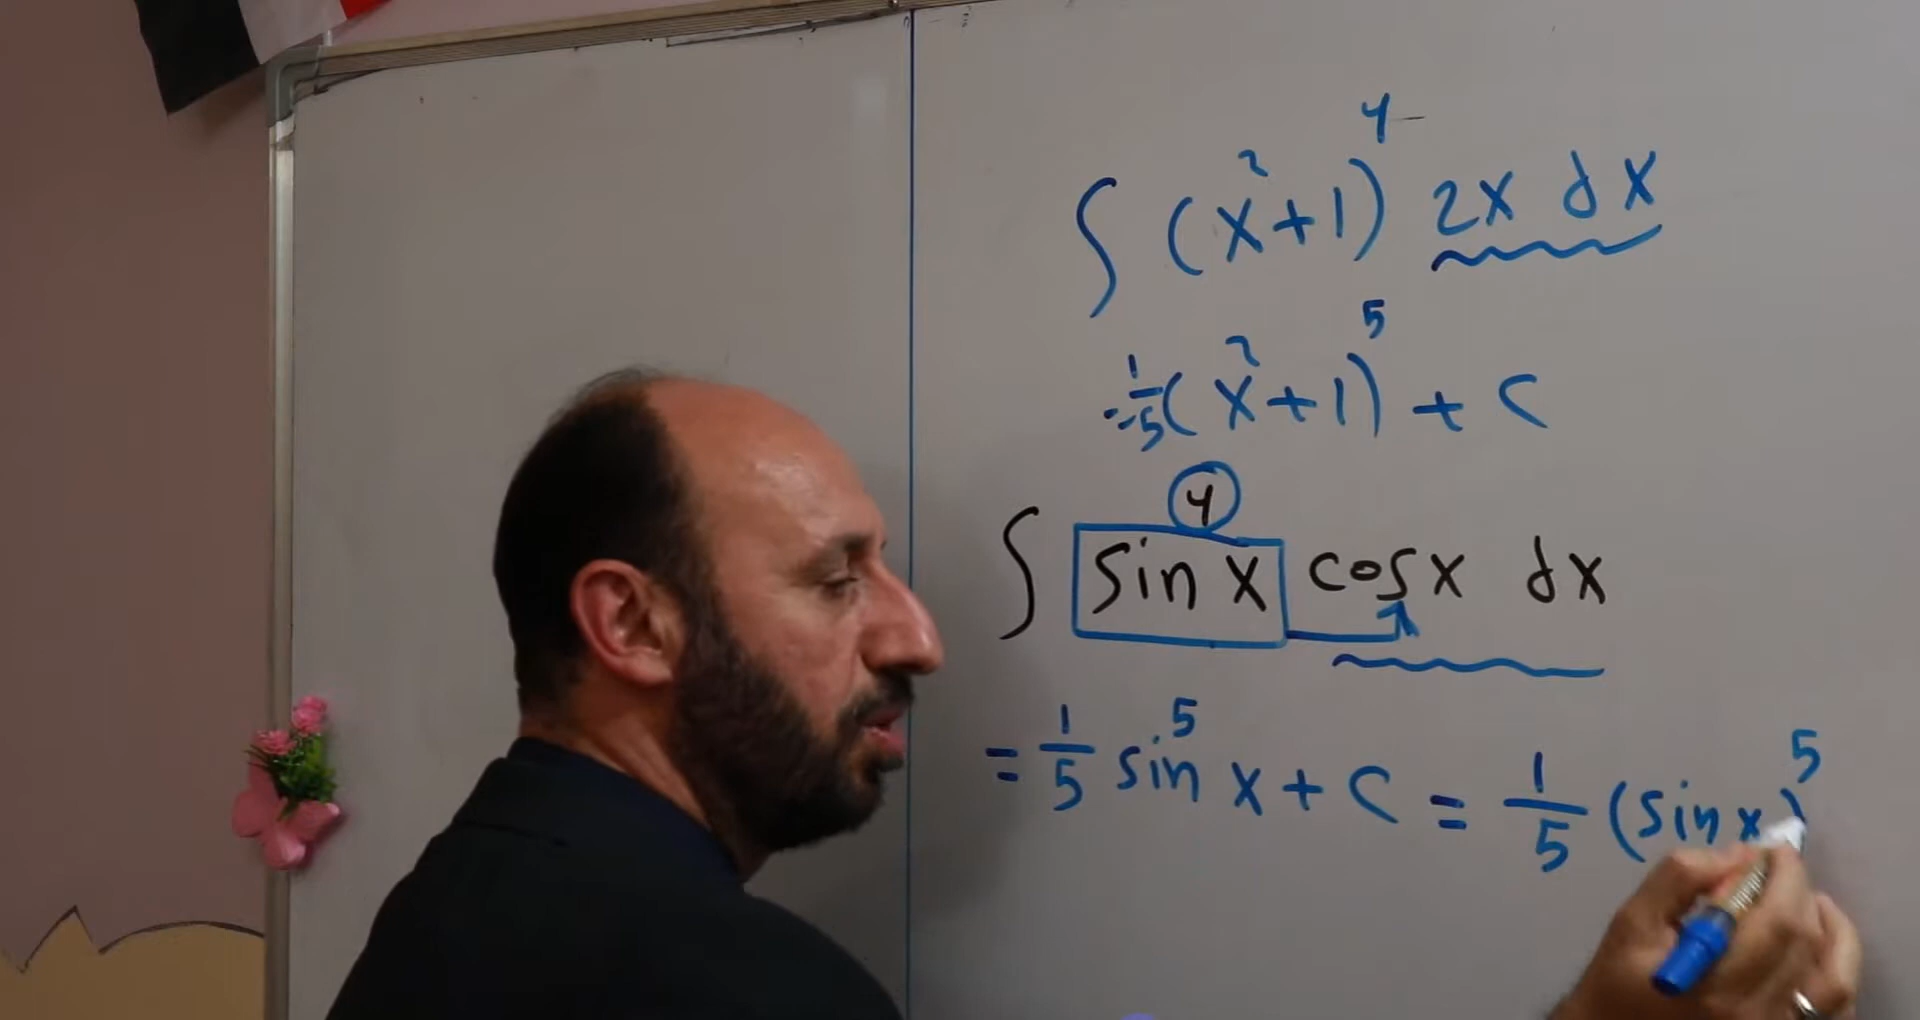 ∫ (x²+1)⁴ 2x dx
= 1/5 (x²+1)⁵ + c
∫ sin⁴ x cos x dx
= 1/5 sin⁵ x + c = 1/5 (sin x)⁵